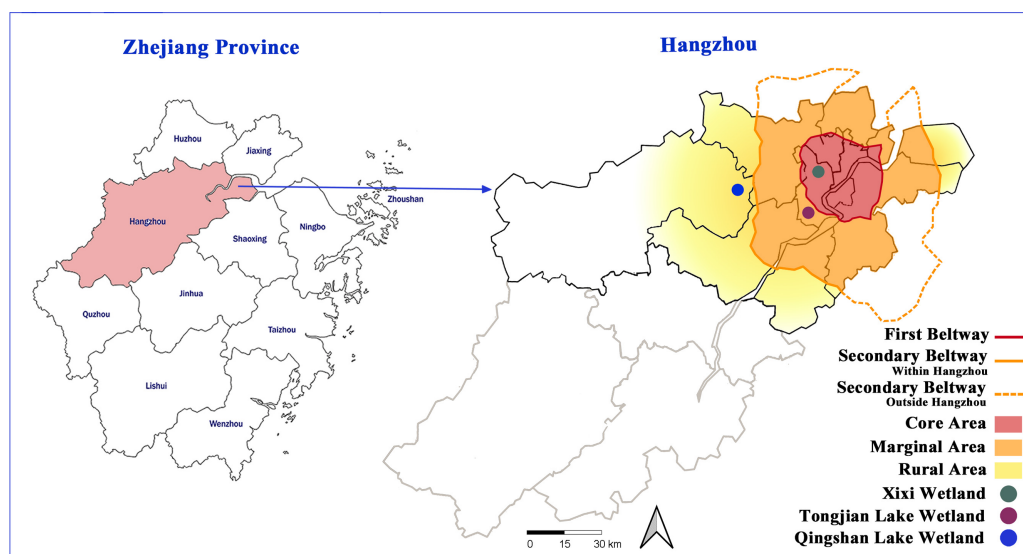 Zhejiang Province
Hangzhou
Huzhou
Jiaxing
Hangzhou
Zhoushan
Shaoxing
Ningbo
Jinhua
Quzhou
Taizhou
Lishui
Wenzhou
First Beltway
Secondary Beltway
Within Hangzhou
Secondary Beltway
Outside Hangzhou
Core Area
Marginal Area
Rural Area
Xixi Wetland
Tongjian Lake Wetland
Qingshan Lake Wetland
0 15 30 km